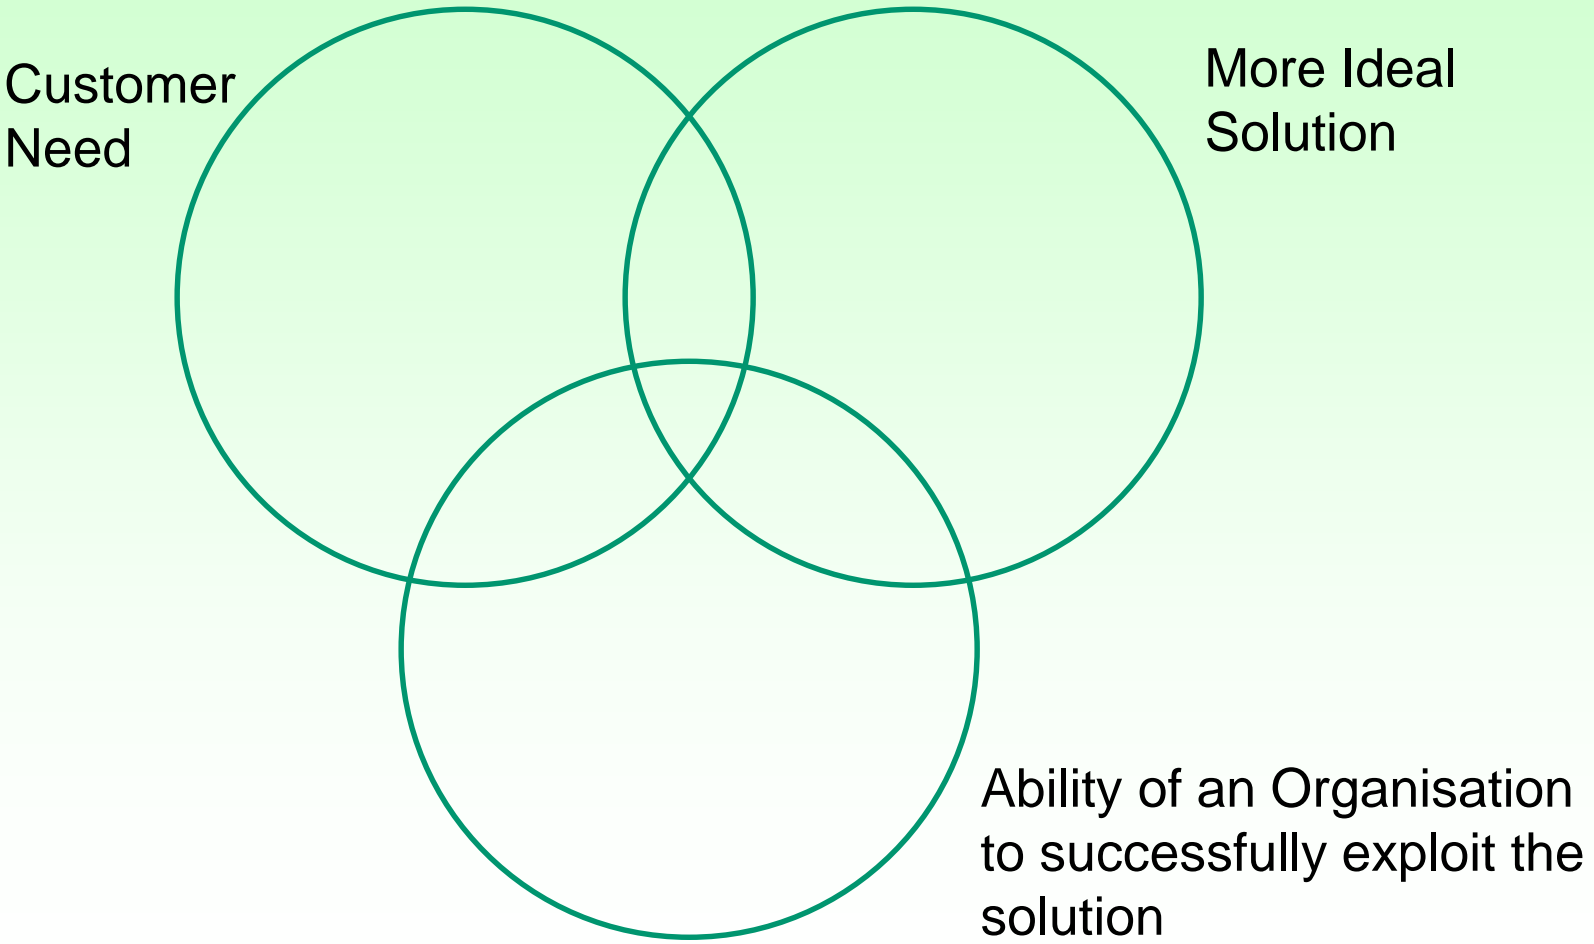 Customer
Need
More Ideal
Solution
Ability of an Organisation
to successfully exploit the
solution